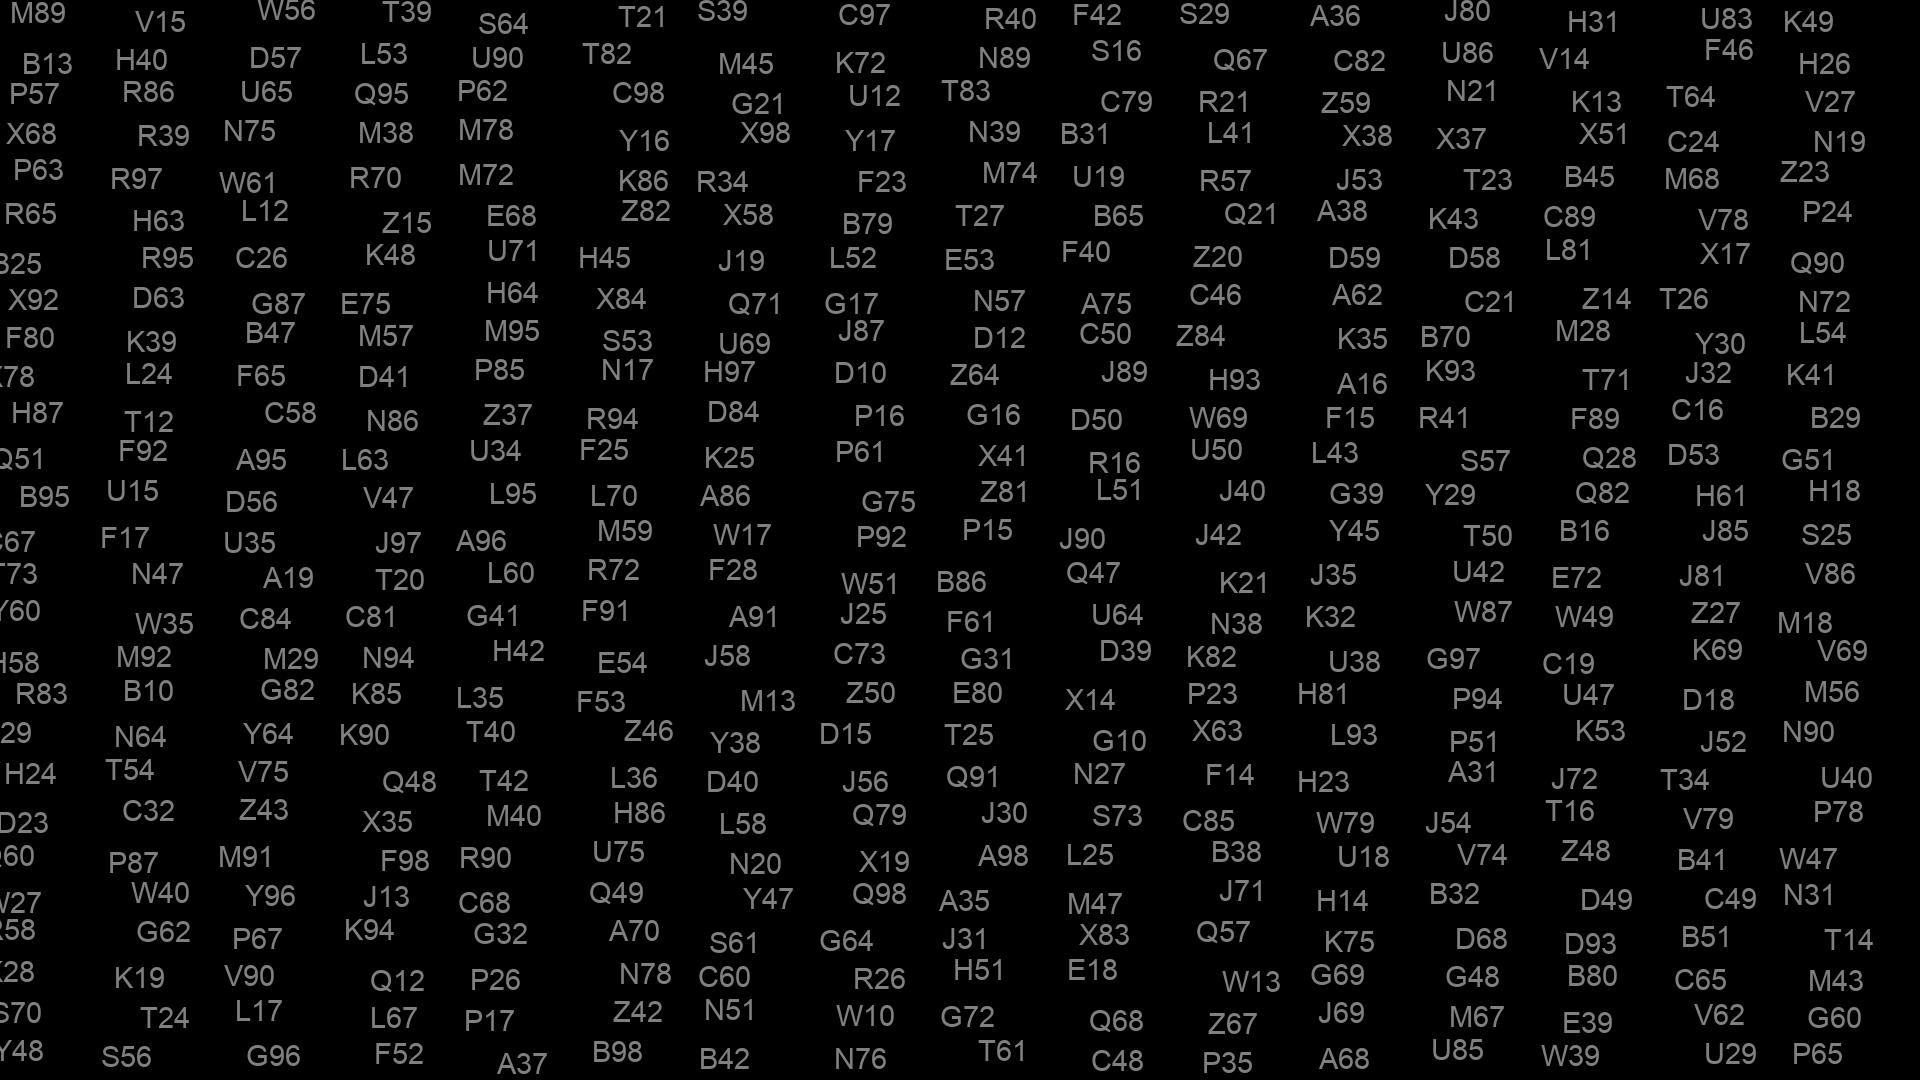 M89 V15 W56 T39 S64 T21 S39 C97 R40 F42 S29 A36 J80 H31 U83 K49
B13 H40 D57 L53 U90 T82 M45 K72 N89 S16 Q67 C82 U86 V14 F46 H26
P57 R86 U65 Q95 P62 C98 G21 U12 T83 C79 R21 Z59 N21 K13 T64 V27
X68 R39 N75 M38 M78 Y16 X98 Y17 N39 B31 L41 X38 X37 X51 C24 N19
P63 R97 W61 R70 M72 K86 R34 F23 M74 U19 R57 J53 T23 B45 M68 Z23
R65 H63 L12 Z15 E68 Z82 X58 B79 T27 B65 Q21 A38 K43 C89 V78 P24
B25 R95 C26 K48 U71 H45 J19 L52 E53 F40 Z20 D59 D58 L81 X17 Q90
X92 D63 G87 E75 H64 X84 Q71 G17 N57 A75 C46 A62 C21 Z14 T26 N72
F80 K39 B47 M57 M95 S53 U69 J87 D12 C50 Z84 K35 B70 M28 Y30 L54
78 L24 F65 D41 P85 N17 H97 D10 Z64 J89 H93 A16 K93 T71 J32 K41
H87 T12 C58 N86 Z37 R94 D84 P16 G16 D50 W69 F15 R41 F89 C16 B29
Q51 F92 A95 L63 U34 F25 K25 P61 X41 R16 U50 L43 S57 Q28 D53 G51
B95 U15 D56 V47 L95 L70 A86 G75 Z81 L51 J40 G39 Y29 Q82 H61 H18
67 F17 U35 J97 A96 M59 W17 P92 P15 J90 J42 Y45 T50 B16 J85 S25
T73 N47 A19 T20 L60 R72 F28 W51 B86 Q47 K21 J35 U42 E72 J81 V86
Y60 W35 C84 C81 G41 F91 A91 J25 F61 U64 N38 K32 W87 W49 Z27 M18
H58 M92 M29 N94 H42 E54 J58 C73 G31 D39 K82 U38 G97 C19 K69 V69
R83 B10 G82 K85 L35 F53 M13 Z50 E80 X14 P23 H81 P94 U47 D18 M56
29 N64 Y64 K90 T40 Z46 Y38 D15 T25 G10 X63 L93 P51 K53 J52 N90
H24 T54 V75 Q48 T42 L36 D40 J56 Q91 N27 F14 H23 A31 J72 T34 U40
D23 C32 Z43 X35 M40 H86 L58 Q79 J30 S73 C85 W79 J54 T16 V79 P78
60 P87 M91 F98 R90 U75 N20 X19 A98 L25 B38 U18 V74 Z48 B41 W47
W27 W40 Y96 J13 C68 Q49 Y47 Q98 A35 M47 J71 H14 B32 D49 C49 N31
58 G62 P67 K94 G32 A70 S61 G64 J31 X83 Q57 K75 D68 D93 B51 T14
28 K19 V90 Q12 P26 N78 C60 R26 H51 E18 W13 G69 G48 B80 C65 M43
S70 T24 L17 L67 P17 Z42 N51 W10 G72 Q68 Z67 J69 M67 E39 V62 G60
Y48 S56 G96 F52 A37 B98 B42 N76 T61 C48 P35 A68 U85 W39 U29 P65